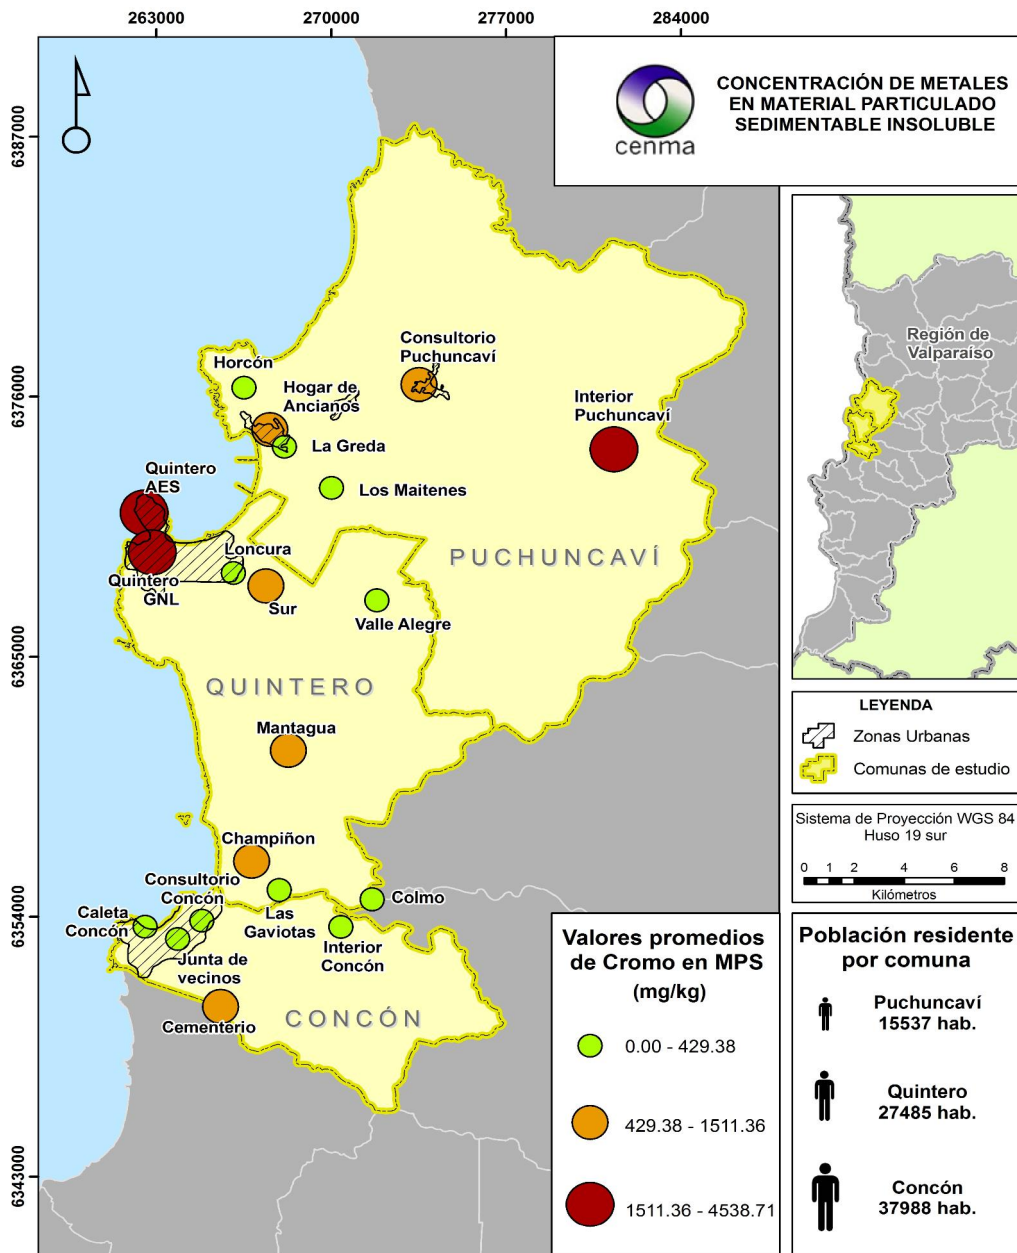 263000
270000
277000
284000
6387000
6376000
6365000
6354000
6343000
CONCENTRACIÓN DE METALES
EN MATERIAL PARTICULADO
SEDIMENTABLE INSOLUBLE
cenma
Región de
Valparaíso
Horcón
Consultorio
Puchuncaví
Hogar de
Ancianos
Interior
Puchuncaví
La Greda
Los Maitenes
Quintero
AES
Loncura
PUCHUNCAVÍ
Quintero
GNL
Sur
Valle Alegre
QUINTERO
Mantagua
Champiñon
Consultorio
Concón
Caleta
Concón
Las
Gaviotas
Colmo
Interior
Concón
Junta de
vecinos
Cementerio
CONCÓN
LEYENDA
Zonas Urbanas
Comunas de estudio
Sistema de Proyección WGS 84
Huso 19 sur
0 1 2 4 6 8
Kilómetros
Valores promedios
de Cromo en MPS
(mg/kg)
0.00 - 429.38
429.38 - 1511.36
1511.36 - 4538.71
Población residente
por comuna
Puchuncaví
15537 hab.
Quintero
27485 hab.
Concón
37988 hab.